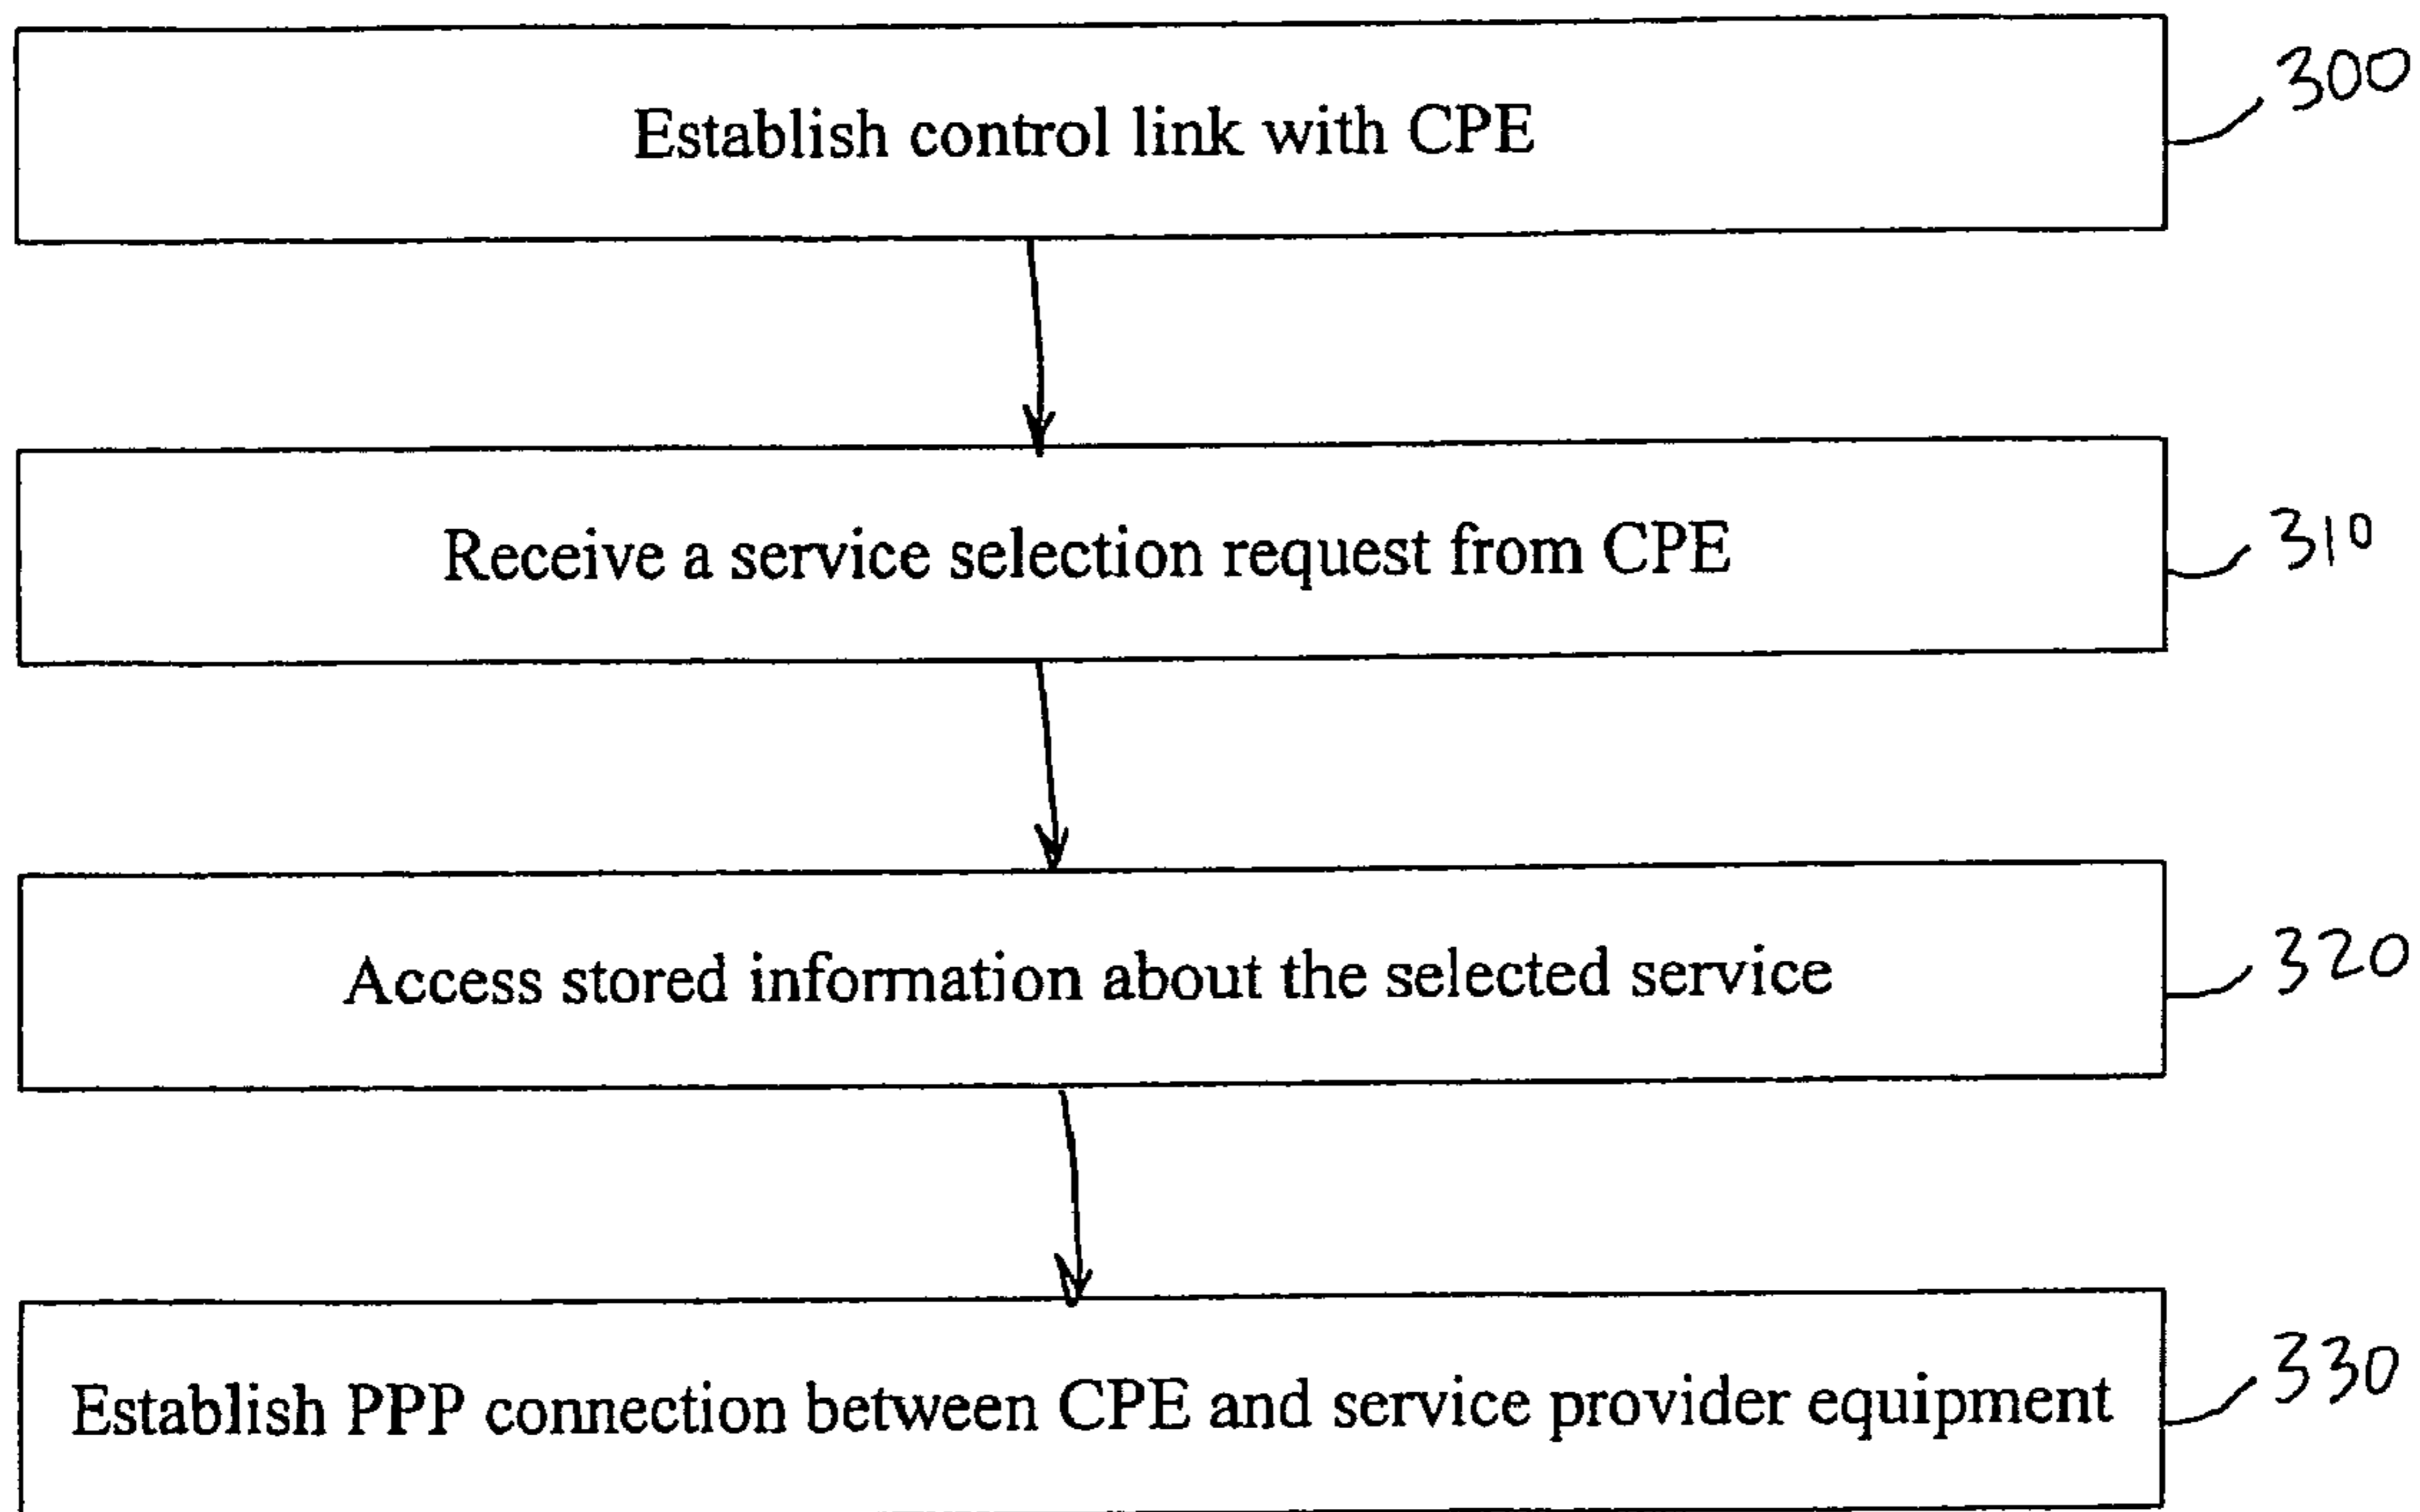 Establish control link with CPE
300
Receive a service selection request from CPE
310
Access stored information about the selected service
320
Establish PPP connection between CPE and service provider equipment
330